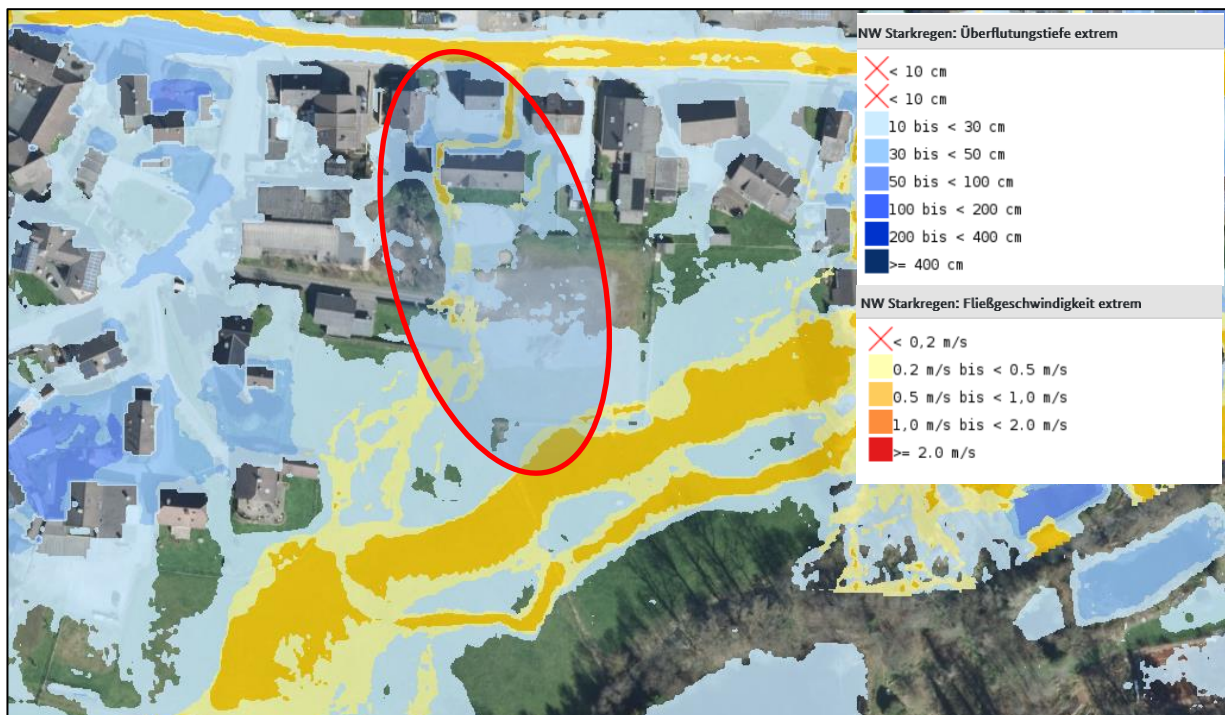 NW Starkregen: Überflutungstiefe extrem
< 10 cm
< 10 cm
10 bis < 30 cm
30 bis < 50 cm
50 bis < 100 cm
100 bis < 200 cm
200 bis < 400 cm
>= 400 cm
NW Starkregen: Fließgeschwindigkeit extrem
< 0,2 m/s
0.2 m/s bis < 0.5 m/s
0.5 m/s bis < 1,0 m/s
1,0 m/s bis < 2.0 m/s
>= 2.0 m/s